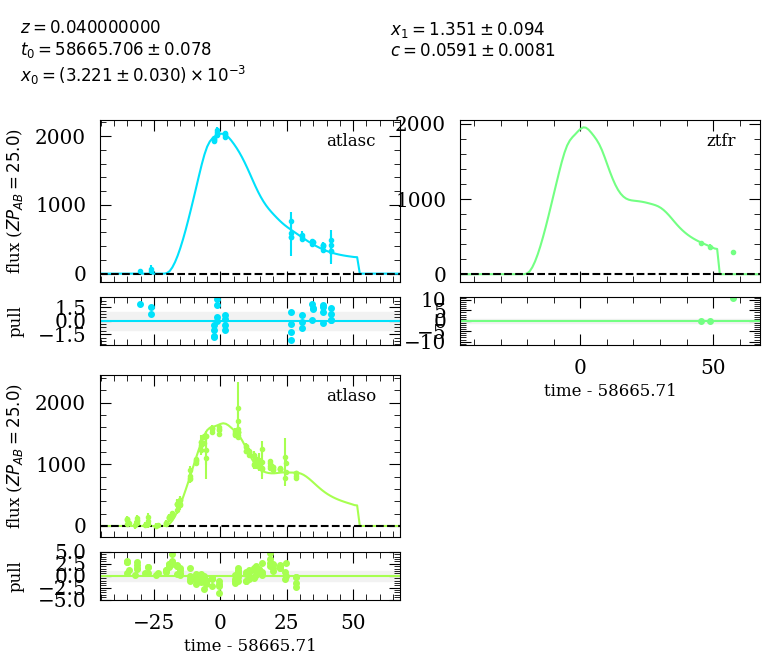 z = 0.040000000
t₀ = 58665.706 ± 0.078
x₀ = (3.221 ± 0.030) × 10⁻³
x₁ = 1.351 ± 0.094
c = 0.0591 ± 0.0081
flux (ZP_AB = 25.0)
2000
1000
0
atlasc
pull
1.5
0.0
−1.5
2000
1000
0
ztfr
10
5
0
−5
−10
0 50
time - 58665.71
flux (ZP_AB = 25.0)
2000
1000
0
atlaso
pull
5.0
2.5
0.0
−2.5
−5.0
−25 0 25 50
time - 58665.71